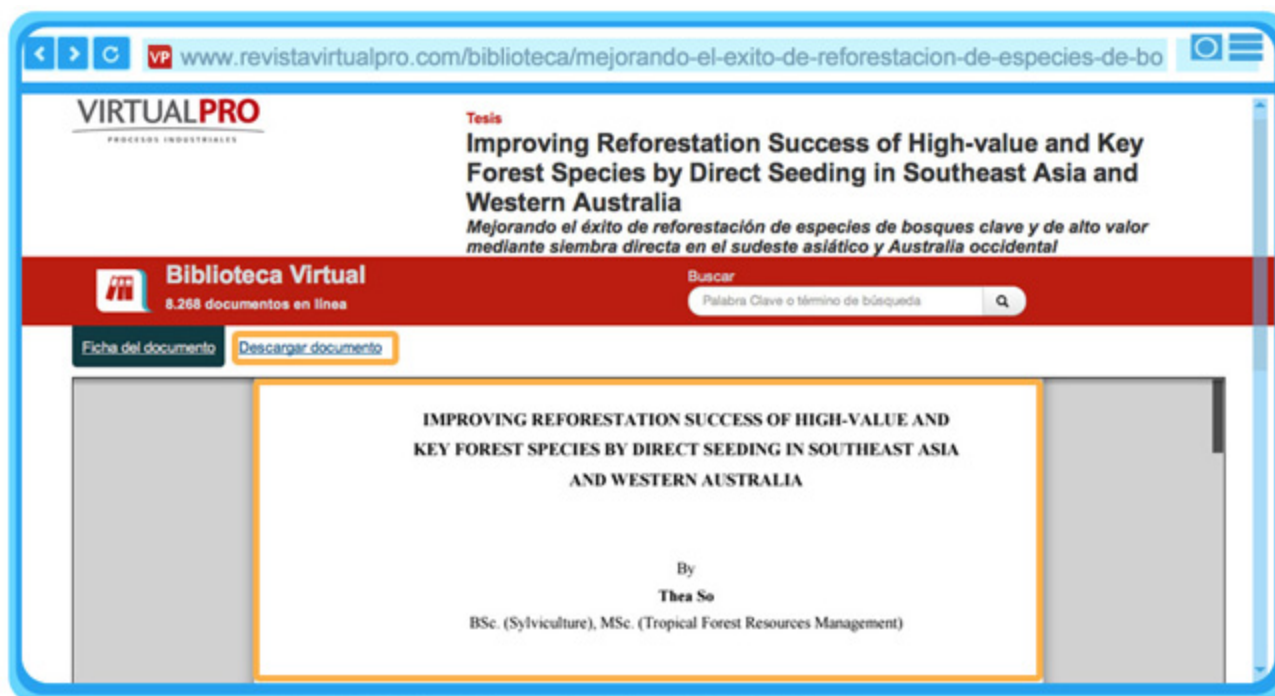 VP www.revistavirtualpro.com/biblioteca/mejorando-el-exito-de-reforestacion-de-especies-de-bo
VIRTUALPRO
PROCESOS INDUSTRIALES
Tesis
Improving Reforestation Success of High-value and Key
Forest Species by Direct Seeding in Southeast Asia and
Western Australia
Mejorando el éxito de reforestación de especies de bosques clave y de alto valor
mediante siembra directa en el sudeste asiático y Australia occidental
Biblioteca Virtual
8.268 documentos en línea
Buscar
Palabra Clave o término de búsqueda
Ficha del documento
Descargar documento
IMPROVING REFORESTATION SUCCESS OF HIGH-VALUE AND
KEY FOREST SPECIES BY DIRECT SEEDING IN SOUTHEAST ASIA
AND WESTERN AUSTRALIA
By
Thea So
BSc. (Sylviculture), MSc. (Tropical Forest Resources Management)